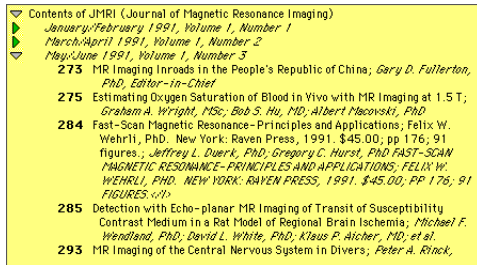 Contents of JMRI (Journal of Magnetic Resonance Imaging)
January/February 1991, Volume 1, Number 1
March/April 1991, Volume 1, Number 2
May/June 1991, Volume 1, Number 3
273 MR Imaging Inroads in the People's Republic of China; Gary D. Fullerton,
PhD, Editor-in-Chief
275 Estimating Oxygen Saturation of Blood in Vivo with MR Imaging at 1.5 T;
Graham A. Wright, MSc; Bob S. Hu, MD; Albert Macovski, PhD
284 Fast-Scan Magnetic Resonance-Principles and Applications; Felix W.
Wehrli, PhD. New York: Raven Press, 1991. $45.00; pp 176; 91
figures.; Jeffrey L. Duerk, PhD; Gregory C. Hurst, PhD FAST-SCAN
MAGNETIC RESONANCE-PRINCIPLES AND APPLICATIONS; FELIX W.
WEHRLI, PHD. NEW YORK: RAVEN PRESS, 1991. $45.00; PP 176; 91
FIGURES.</I>
285 Detection with Echo-planar MR Imaging of Transit of Susceptibility
Contrast Medium in a Rat Model of Regional Brain Ischemia; Michael F.
Wendland, PhD; David L. White, PhD; Klaus P. Aicher, MD; et al.
293 MR Imaging of the Central Nervous System in Divers; Peter A. Rinck,